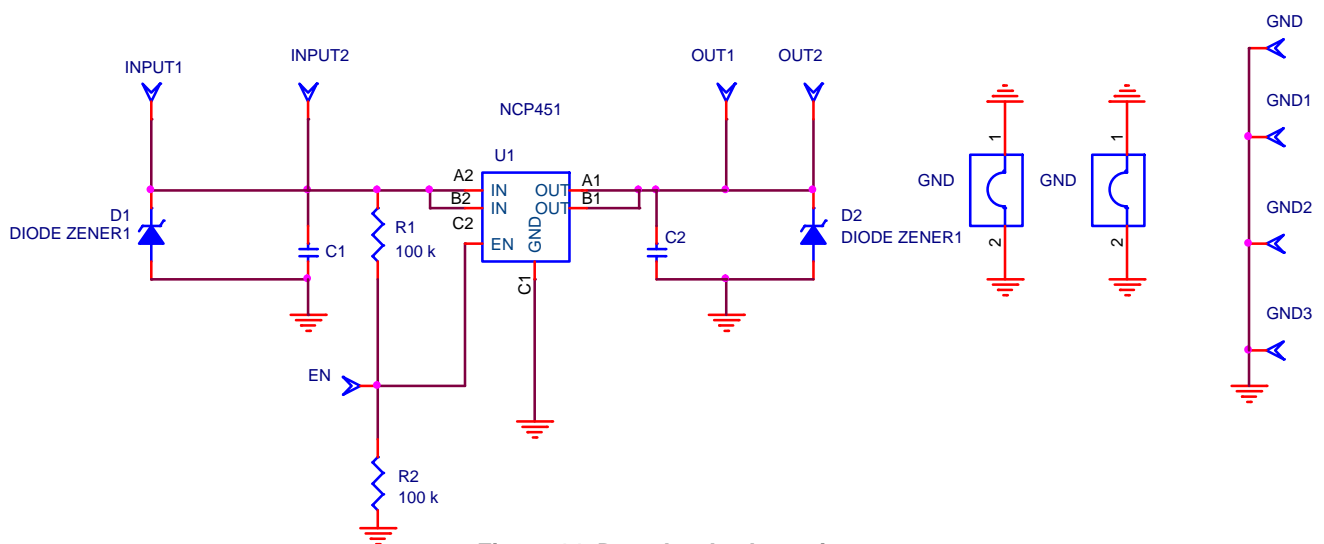 INPUT1
INPUT2
OUT1
OUT2
NCP451
U1
A2
B2
C2
IN
IN
EN
GND
OUT
OUT
A1
B1
C1
D1
DIODE ZENER1
C1
R1
100 k
C2
D2
DIODE ZENER1
EN
R2
100 k
GND
1
2
GND
1
2
GND
GND1
GND2
GND3